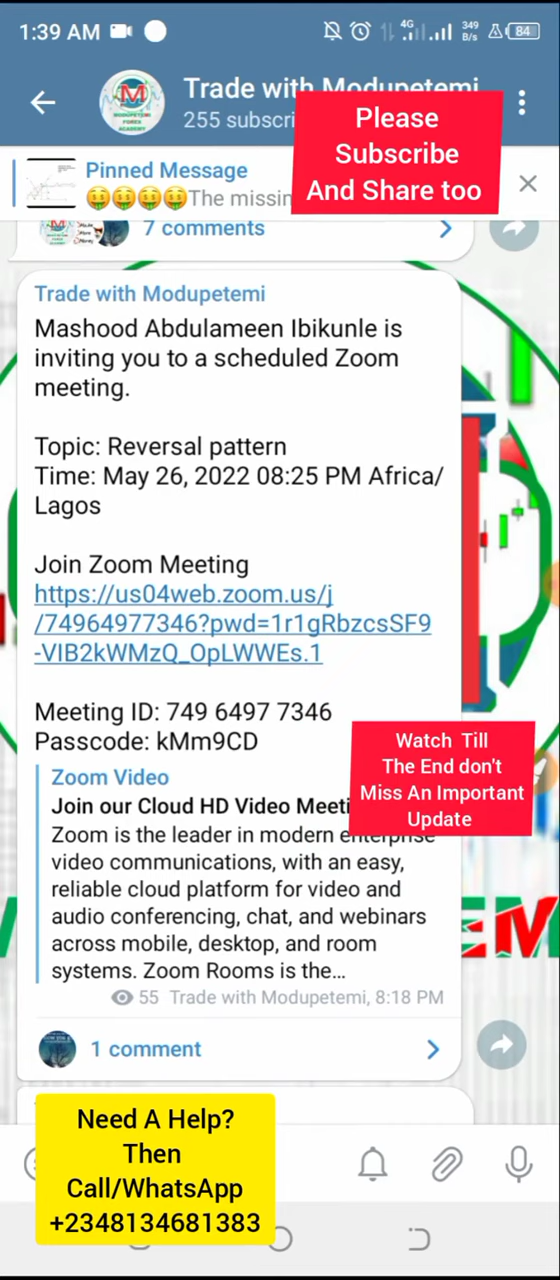 1:39 AM
4G
349
B/s
84
Trade with Modupetemi
255 subscri
Please
Subscribe
And Share too
Pinned Message
🤑🤑🤑🤑The missin
7 comments
Trade with Modupetemi
Mashood Abdulameen Ibikunle is
inviting you to a scheduled Zoom
meeting.
Topic: Reversal pattern
Time: May 26, 2022 08:25 PM Africa/
Lagos
Join Zoom Meeting
https://us04web.zoom.us/j
/74964977346?pwd=1r1gRbzcsSF9
-VIB2kWMzQ_OpLWWEs.1
Meeting ID: 749 6497 7346
Passcode: kMm9CD
Watch Till
The End don't
Miss An Important
Update
Zoom Video
Join our Cloud HD Video Meeti
Zoom is the leader in modern enterprise
video communications, with an easy,
reliable cloud platform for video and
audio conferencing, chat, and webinars
across mobile, desktop, and room
systems. Zoom Rooms is the...
55 Trade with Modupetemi, 8:18 PM
EM
1 comment
Need A Help?
Then
Call/WhatsApp
+2348134681383